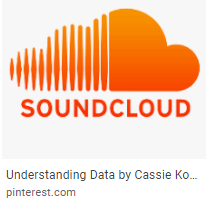 SOUNDCLOUD
Understanding Data by Cassie Ko...
pinterest.com